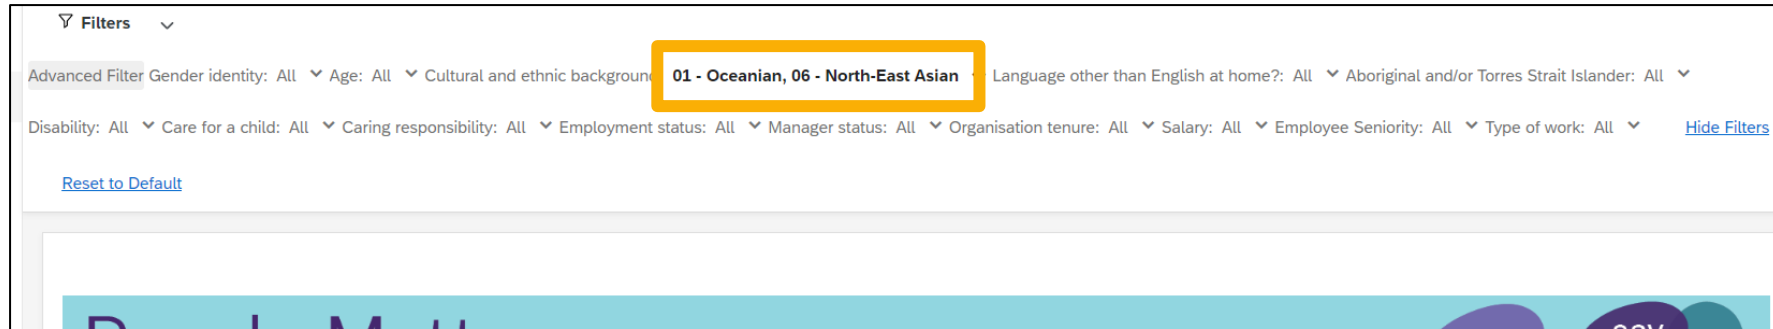 Filters
Advanced Filter Gender identity: All Age: All Cultural and ethnic background 01 - Oceanian, 06 - North-East Asian Language other than English at home?: All Aboriginal and/or Torres Strait Islander: All
Disability: All Care for a child: All Caring responsibility: All Employment status: All Manager status: All Organisation tenure: All Salary: All Employee Seniority: All Type of work: All Hide Filters
Reset to Default